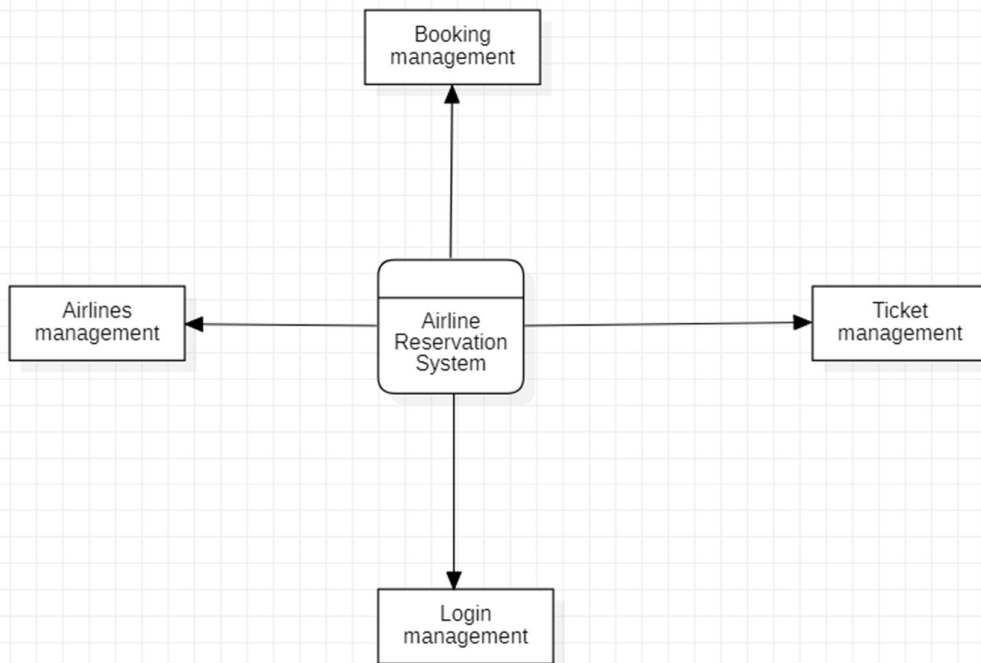 Booking
management
Airlines
management
Airline
Reservation
System
Ticket
management
Login
management